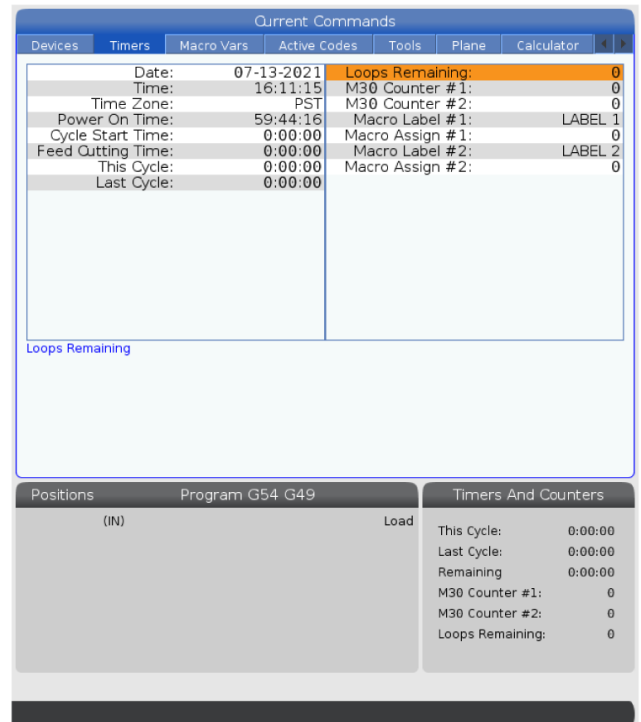 Current Commands
Devices Timers Macro Vars Active Codes Tools Plane Calculator
Date: 07-13-2021
Time: 16:11:15
Time Zone: PST
Power On Time: 59:44:16
Cycle Start Time: 0:00:00
Feed Cutting Time: 0:00:00
This Cycle: 0:00:00
Last Cycle: 0:00:00
Loops Remaining: 0
M30 Counter #1: 0
M30 Counter #2: 0
Macro Label #1: LABEL 1
Macro Assign #1: 0
Macro Label #2: LABEL 2
Macro Assign #2: 0
Loops Remaining
Positions Program G54 G49
(IN) Load
Timers And Counters
This Cycle: 0:00:00
Last Cycle: 0:00:00
Remaining 0:00:00
M30 Counter #1: 0
M30 Counter #2: 0
Loops Remaining: 0